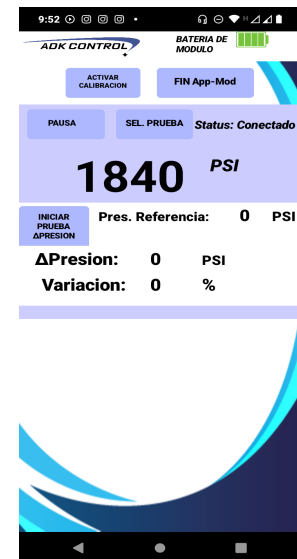 9:52
ADK CONTROL
BATERIA DE
MODULO
ACTIVAR
CALIBRACION
FIN App-Mod
PAUSA
SEL. PRUEBA
Status: Conectado
1840 PSI
INICIAR
PRUEBA
ΔPRESION
Pres. Referencia: 0 PSI
ΔPresion: 0 PSI
Variacion: 0 %